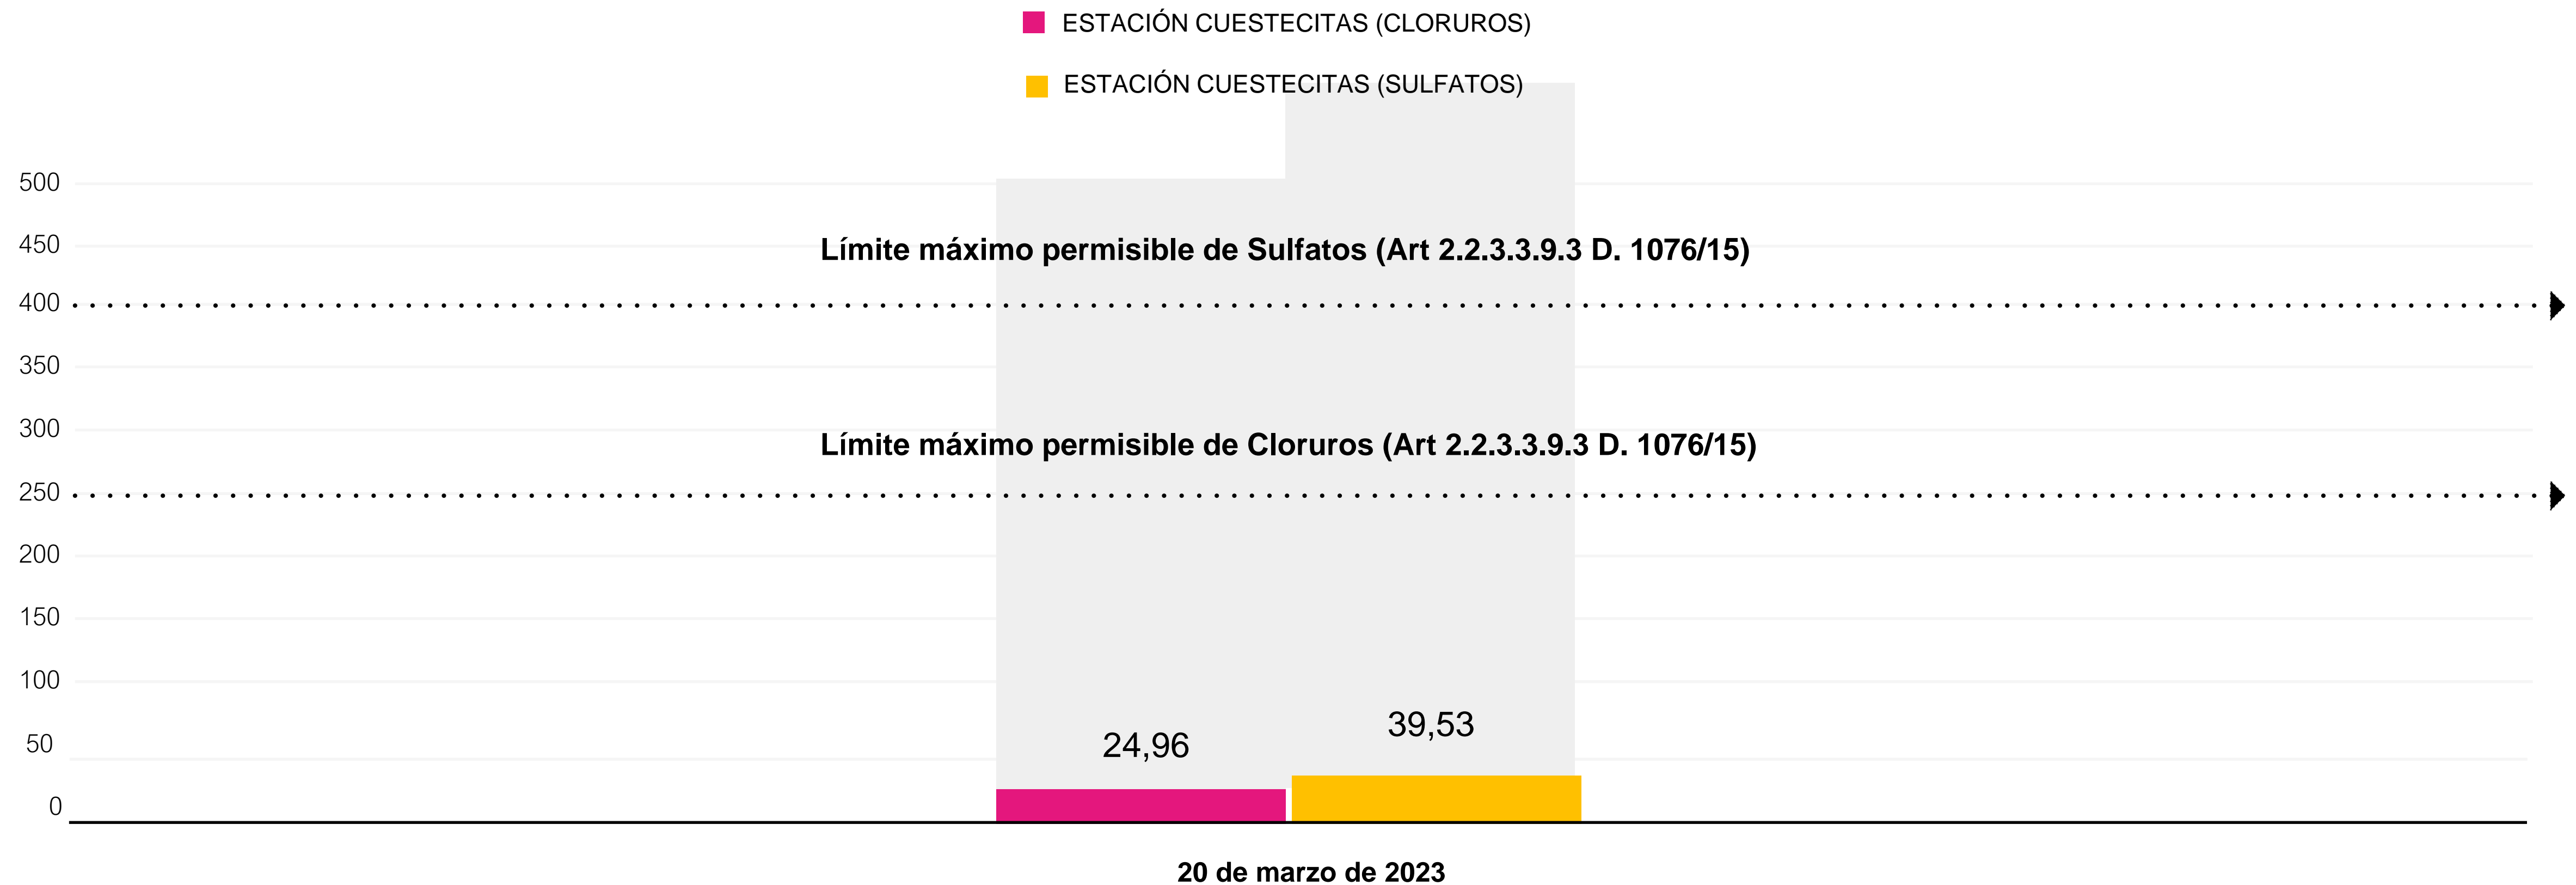 ESTACIÓN CUESTECITAS (CLORUROS)
ESTACIÓN CUESTECITAS (SULFATOS)
500
450
Límite máximo permisible de Sulfatos (Art 2.2.3.3.9.3 D. 1076/15)
400
350
300
Límite máximo permisible de Cloruros (Art 2.2.3.3.9.3 D. 1076/15)
250
200
150
100
39,53
50
24,96
0
20 de marzo de 2023